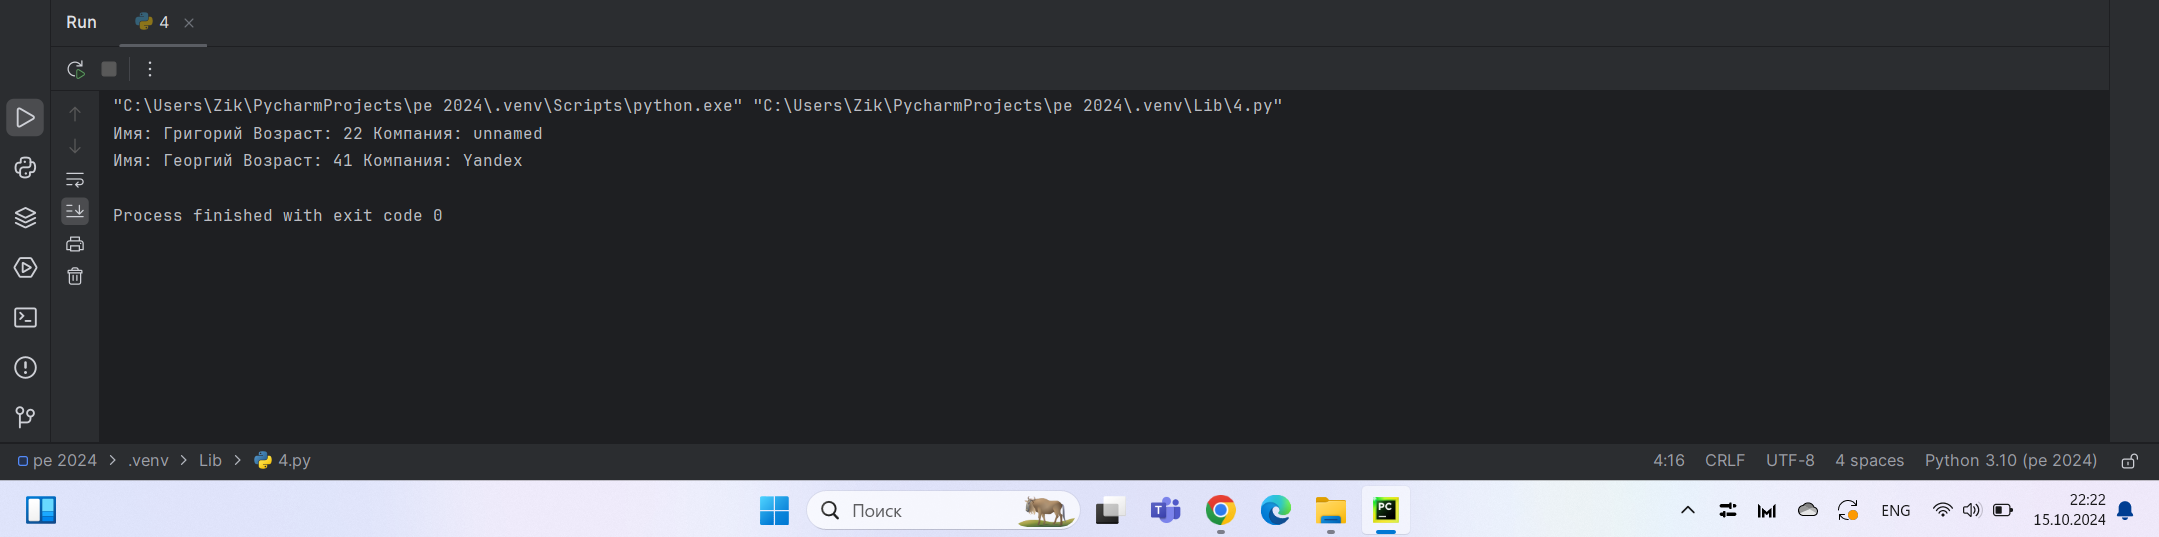 Run 4
"C:\Users\Zik\PycharmProjects\pe 2024\.venv\Scripts\python.exe" "C:\Users\Zik\PycharmProjects\pe 2024\.venv\Lib\4.py"
Имя: Григорий Возраст: 22 Компания: unnamed
Имя: Георгий Возраст: 41 Компания: Yandex
Process finished with exit code 0
pe 2024 > .venv > Lib > 4.py 4:16 CRLF UTF-8 4 spaces Python 3.10 (pe 2024)
Поиск ENG 22:22
15.10.2024